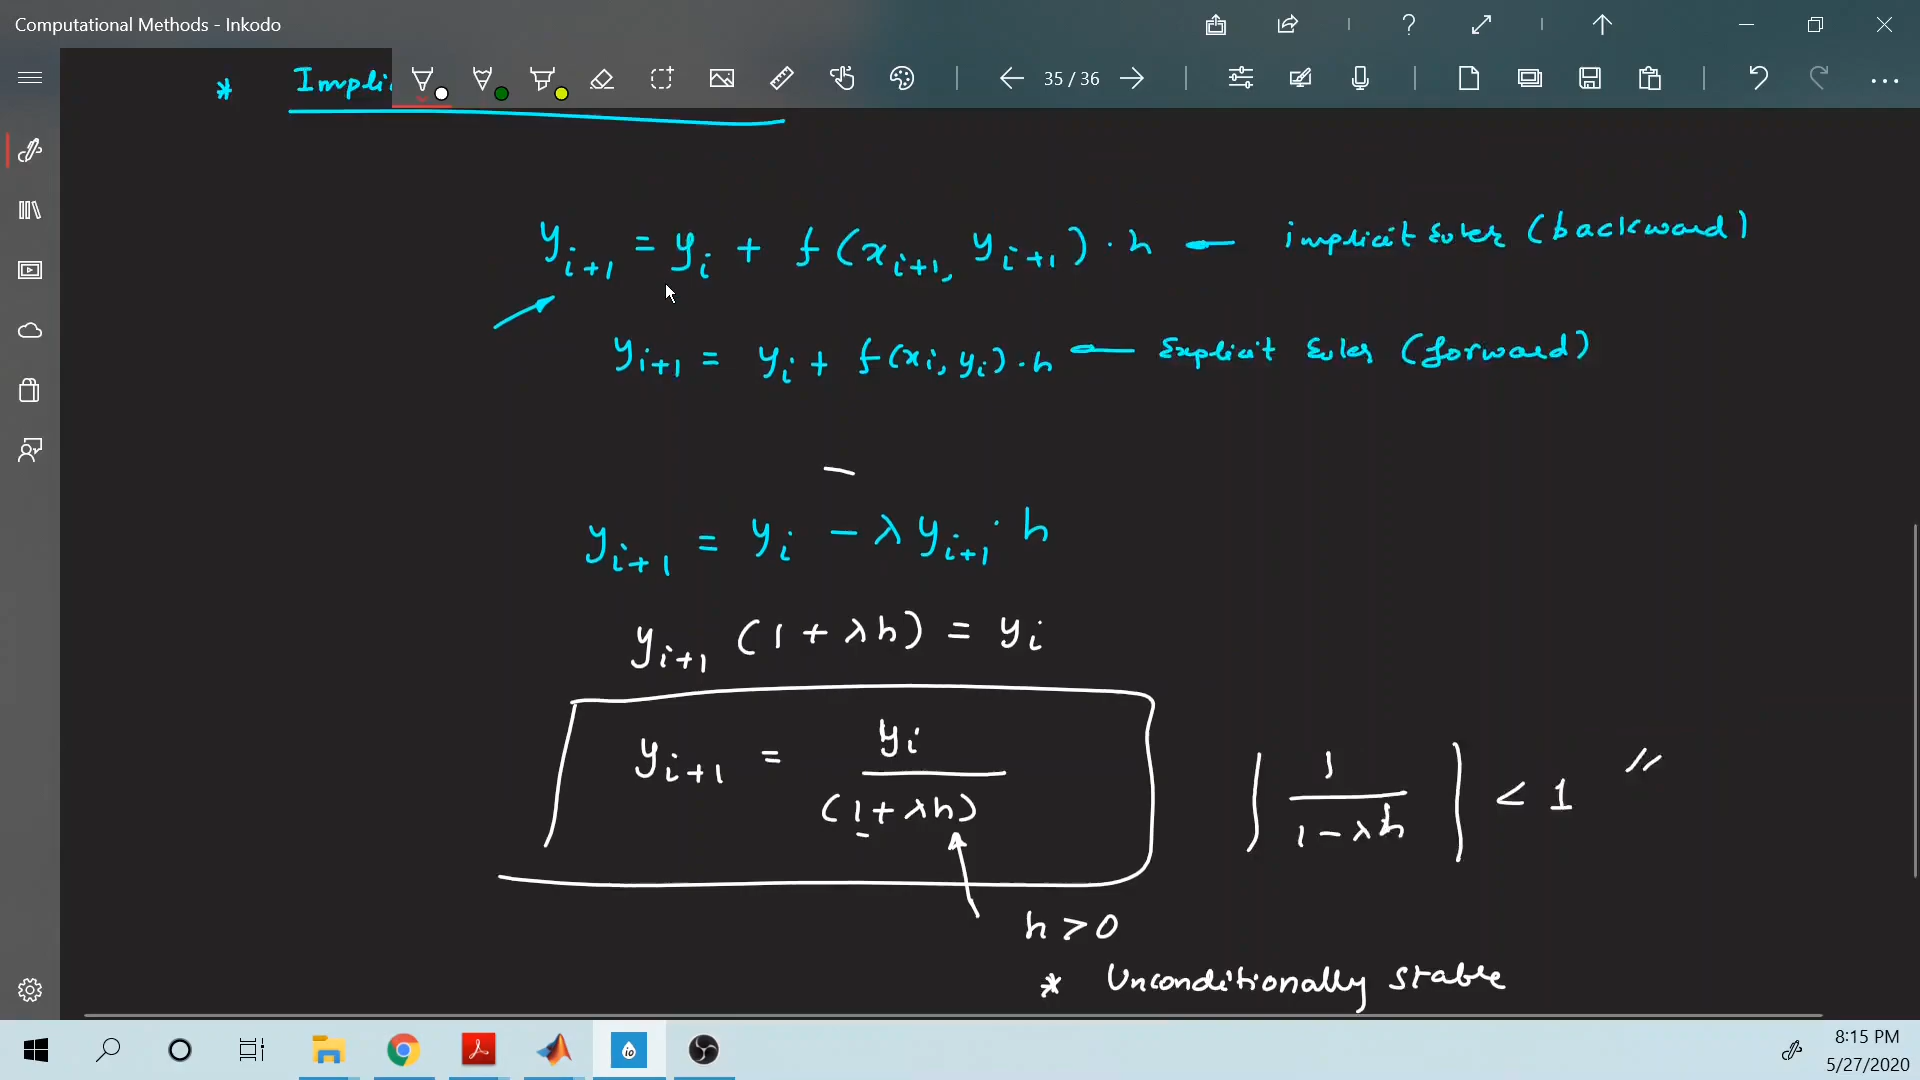 Computational Methods - Inkodo
35 / 36
* Impli
y_{i+1} = y_i + f(x_{i+1}, y_{i+1}) · h — implicit Euler (backward)
y_{i+1} = y_i + f(x_i, y_i) · h — Explicit Euler (forward)
–
y_{i+1} = y_i – λ y_{i+1} · h
y_{i+1} (1 + λh) = y_i
y_{i+1} = y_i / (1 + λh)
| 1 / (1 – λh) | < 1 "
h > 0
* Unconditionally stable
8:15 PM
5/27/2020